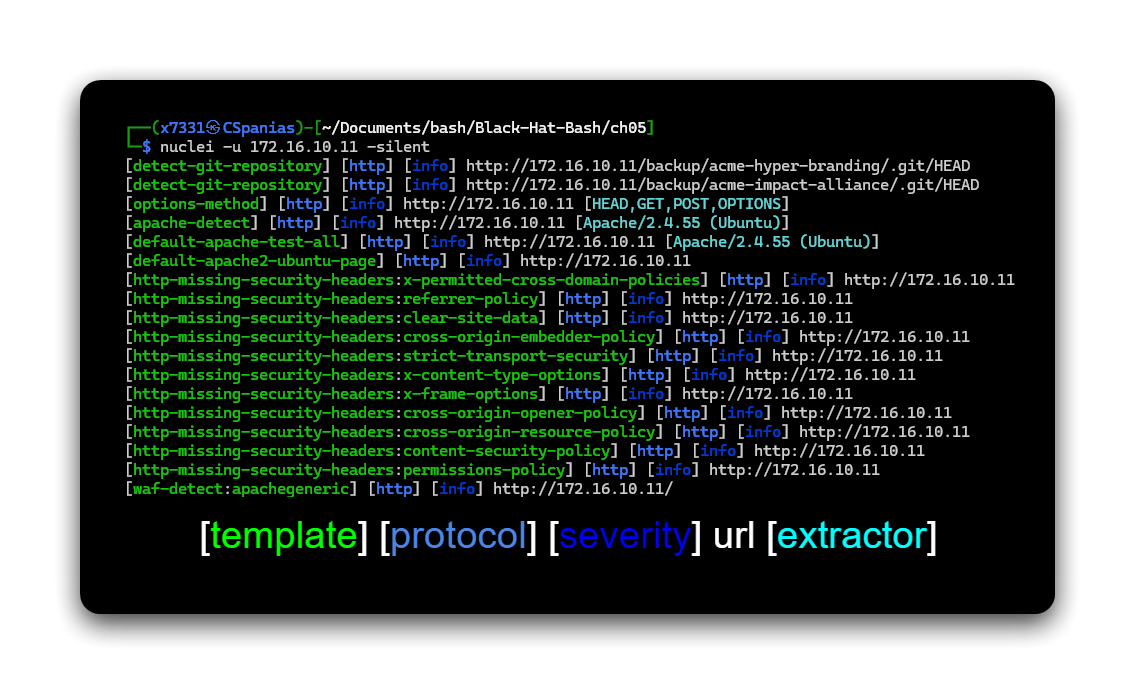 ┌──(x7331㉿CSpanias)-[~/Documents/bash/Black-Hat-Bash/ch05]
└─$ nuclei -u 172.16.10.11 -silent
[detect-git-repository] [http] [info] http://172.16.10.11/backup/acme-hyper-branding/.git/HEAD
[detect-git-repository] [http] [info] http://172.16.10.11/backup/acme-impact-alliance/.git/HEAD
[options-method] [http] [info] http://172.16.10.11 [HEAD,GET,POST,OPTIONS]
[apache-detect] [http] [info] http://172.16.10.11 [Apache/2.4.55 (Ubuntu)]
[default-apache-test-all] [http] [info] http://172.16.10.11 [Apache/2.4.55 (Ubuntu)]
[default-apache2-ubuntu-page] [http] [info] http://172.16.10.11
[http-missing-security-headers:x-permitted-cross-domain-policies] [http] [info] http://172.16.10.11
[http-missing-security-headers:referrer-policy] [http] [info] http://172.16.10.11
[http-missing-security-headers:clear-site-data] [http] [info] http://172.16.10.11
[http-missing-security-headers:cross-origin-embedder-policy] [http] [info] http://172.16.10.11
[http-missing-security-headers:strict-transport-security] [http] [info] http://172.16.10.11
[http-missing-security-headers:x-content-type-options] [http] [info] http://172.16.10.11
[http-missing-security-headers:x-frame-options] [http] [info] http://172.16.10.11
[http-missing-security-headers:cross-origin-opener-policy] [http] [info] http://172.16.10.11
[http-missing-security-headers:cross-origin-resource-policy] [http] [info] http://172.16.10.11
[http-missing-security-headers:content-security-policy] [http] [info] http://172.16.10.11
[http-missing-security-headers:permissions-policy] [http] [info] http://172.16.10.11
[waf-detect:apachegeneric] [http] [info] http://172.16.10.11/
[template] [protocol] [severity] url [extractor]